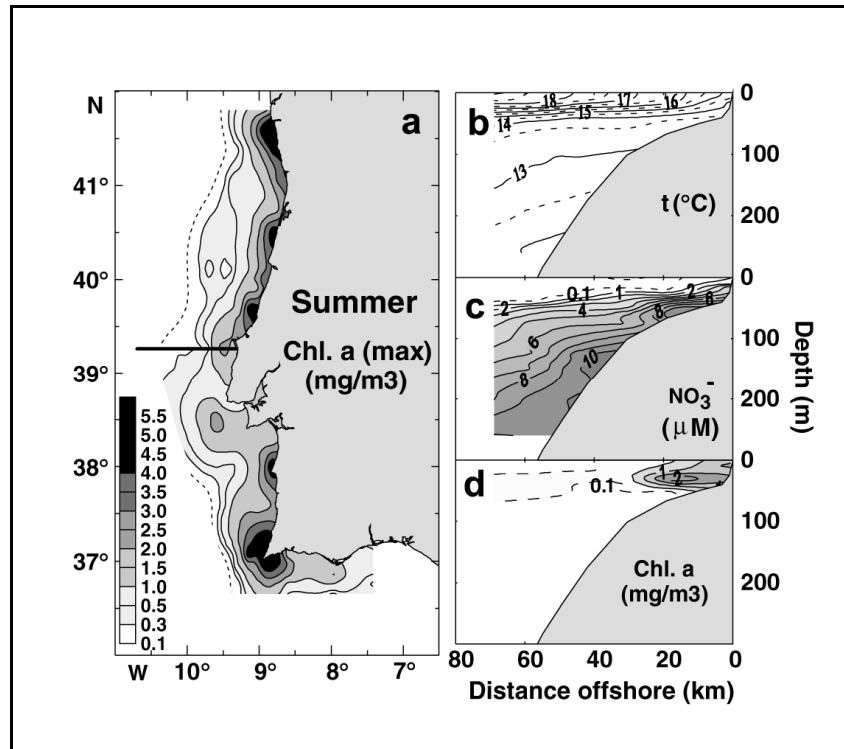 N
a
41°
40°
39°
38°
37°
Summer
Chl. a (max)
(mg/m3)
5.5
5.0
4.5
4.0
3.5
3.0
2.5
2.0
1.5
1.0
0.5
0.3
0.1
W 10° 9° 8° 7°
b
18 17 16
15
14
13
t (°C)
0
100
200
0
c
0.1 1 2
2 4 8 6
6
10
8
NO₃⁻
(µM)
100
200
0
d
1
2
0.1
Chl. a
(mg/m3)
100
200
Depth (m)
80 60 40 20 0
Distance offshore (km)